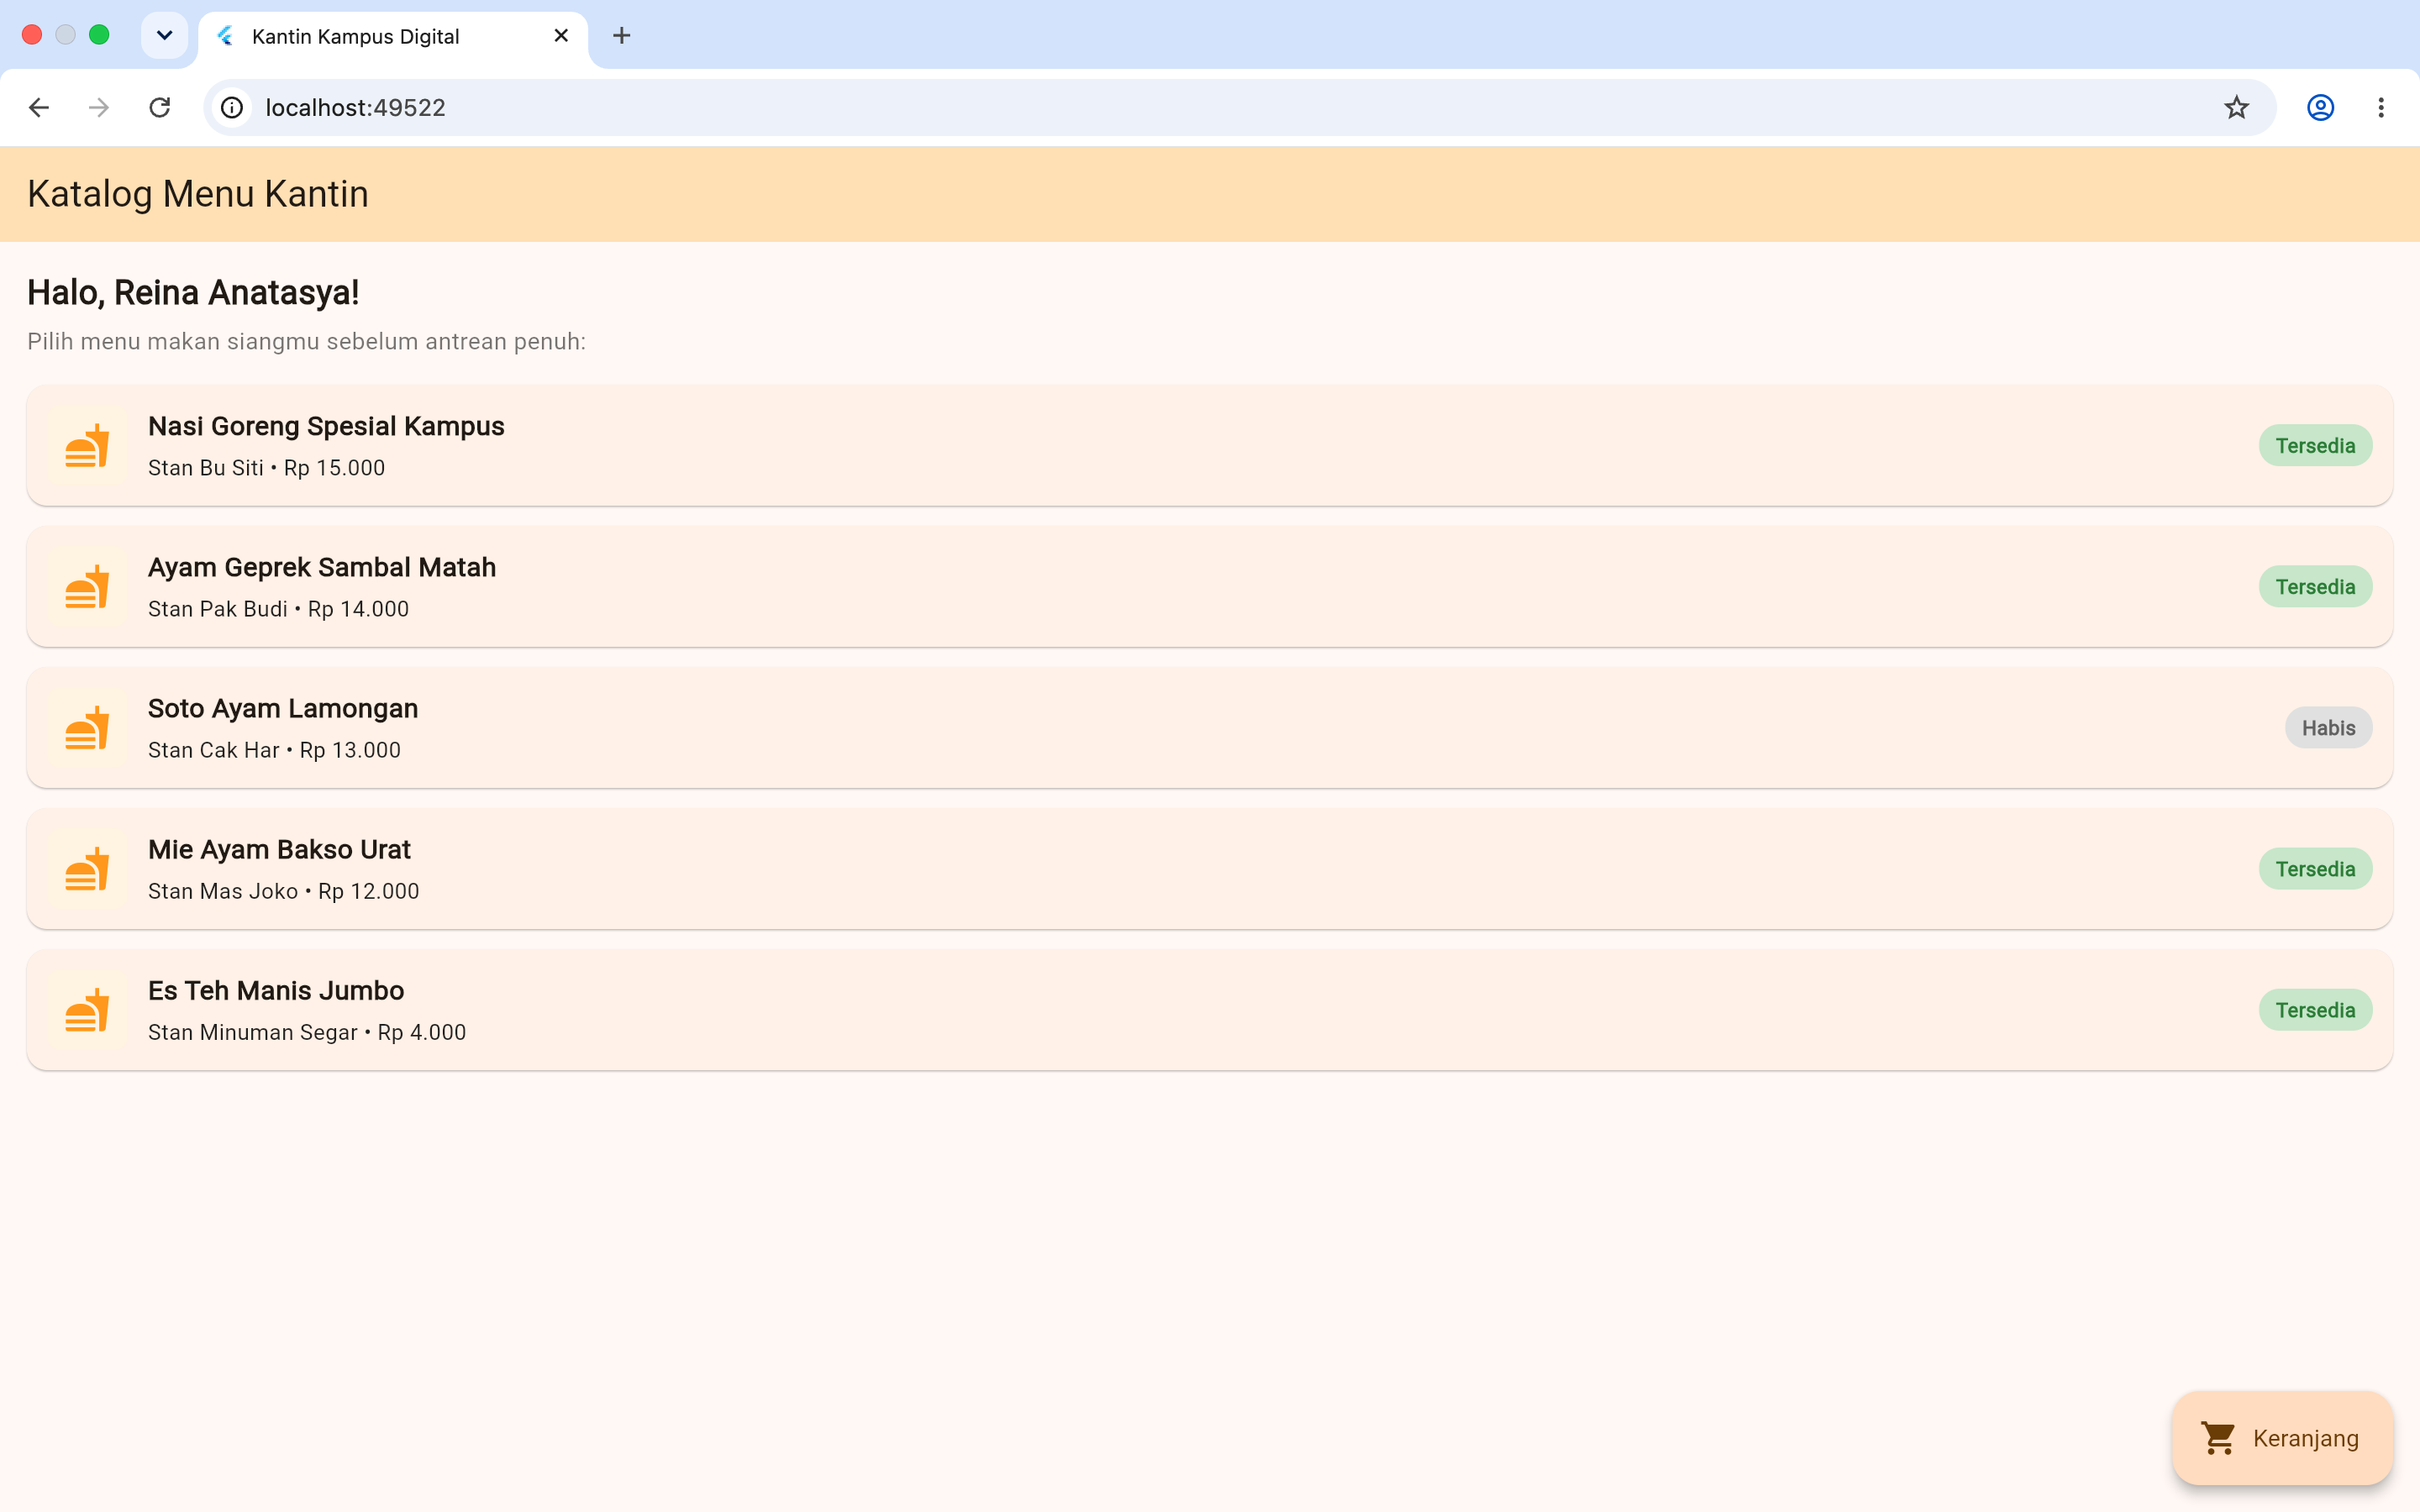 Kantin Kampus Digital
localhost:49522
Katalog Menu Kantin
Halo, Reina Anatasya!
Pilih menu makan siangmu sebelum antrean penuh:
Nasi Goreng Spesial Kampus
Stan Bu Siti • Rp 15.000
Tersedia
Ayam Geprek Sambal Matah
Stan Pak Budi • Rp 14.000
Tersedia
Soto Ayam Lamongan
Stan Cak Har • Rp 13.000
Habis
Mie Ayam Bakso Urat
Stan Mas Joko • Rp 12.000
Tersedia
Es Teh Manis Jumbo
Stan Minuman Segar • Rp 4.000
Tersedia
Keranjang